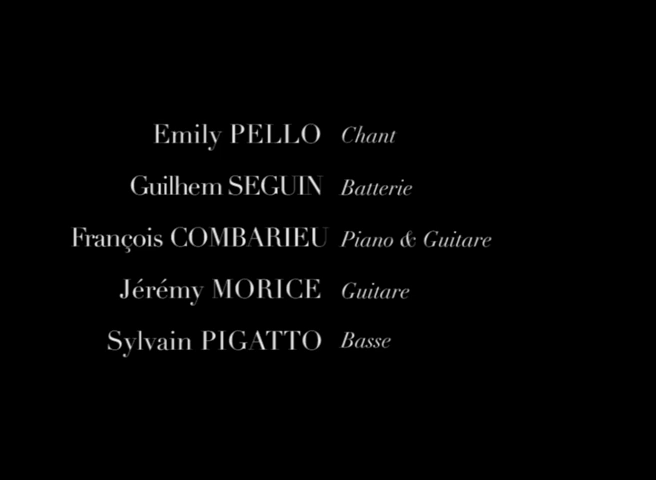 Emily PELLO Chant
Guilhem SEGUIN Batterie
François COMBARIEU Piano & Guitare
Jérémy MORICE Guitare
Sylvain PIGATTO Basse